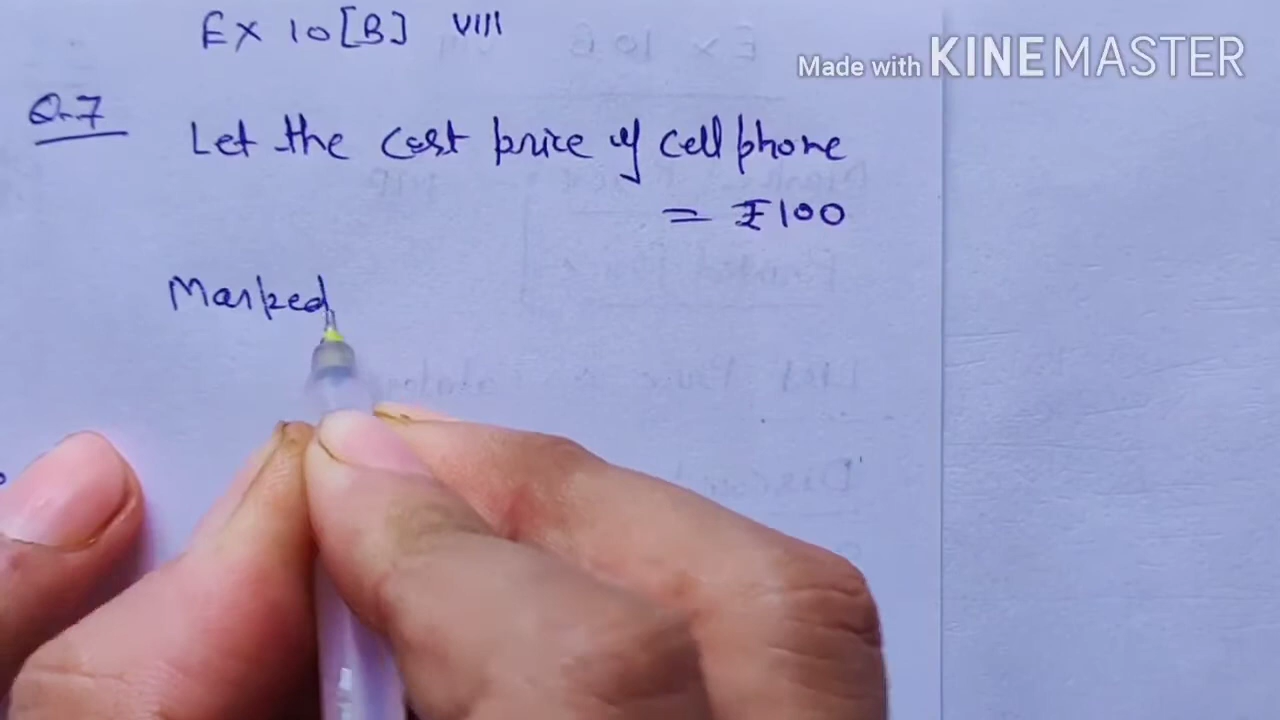 Ex 10[B] VIII
Made with KINEMASTER
Q.7
Let the cost price of cell phone
= ₹100
Marked